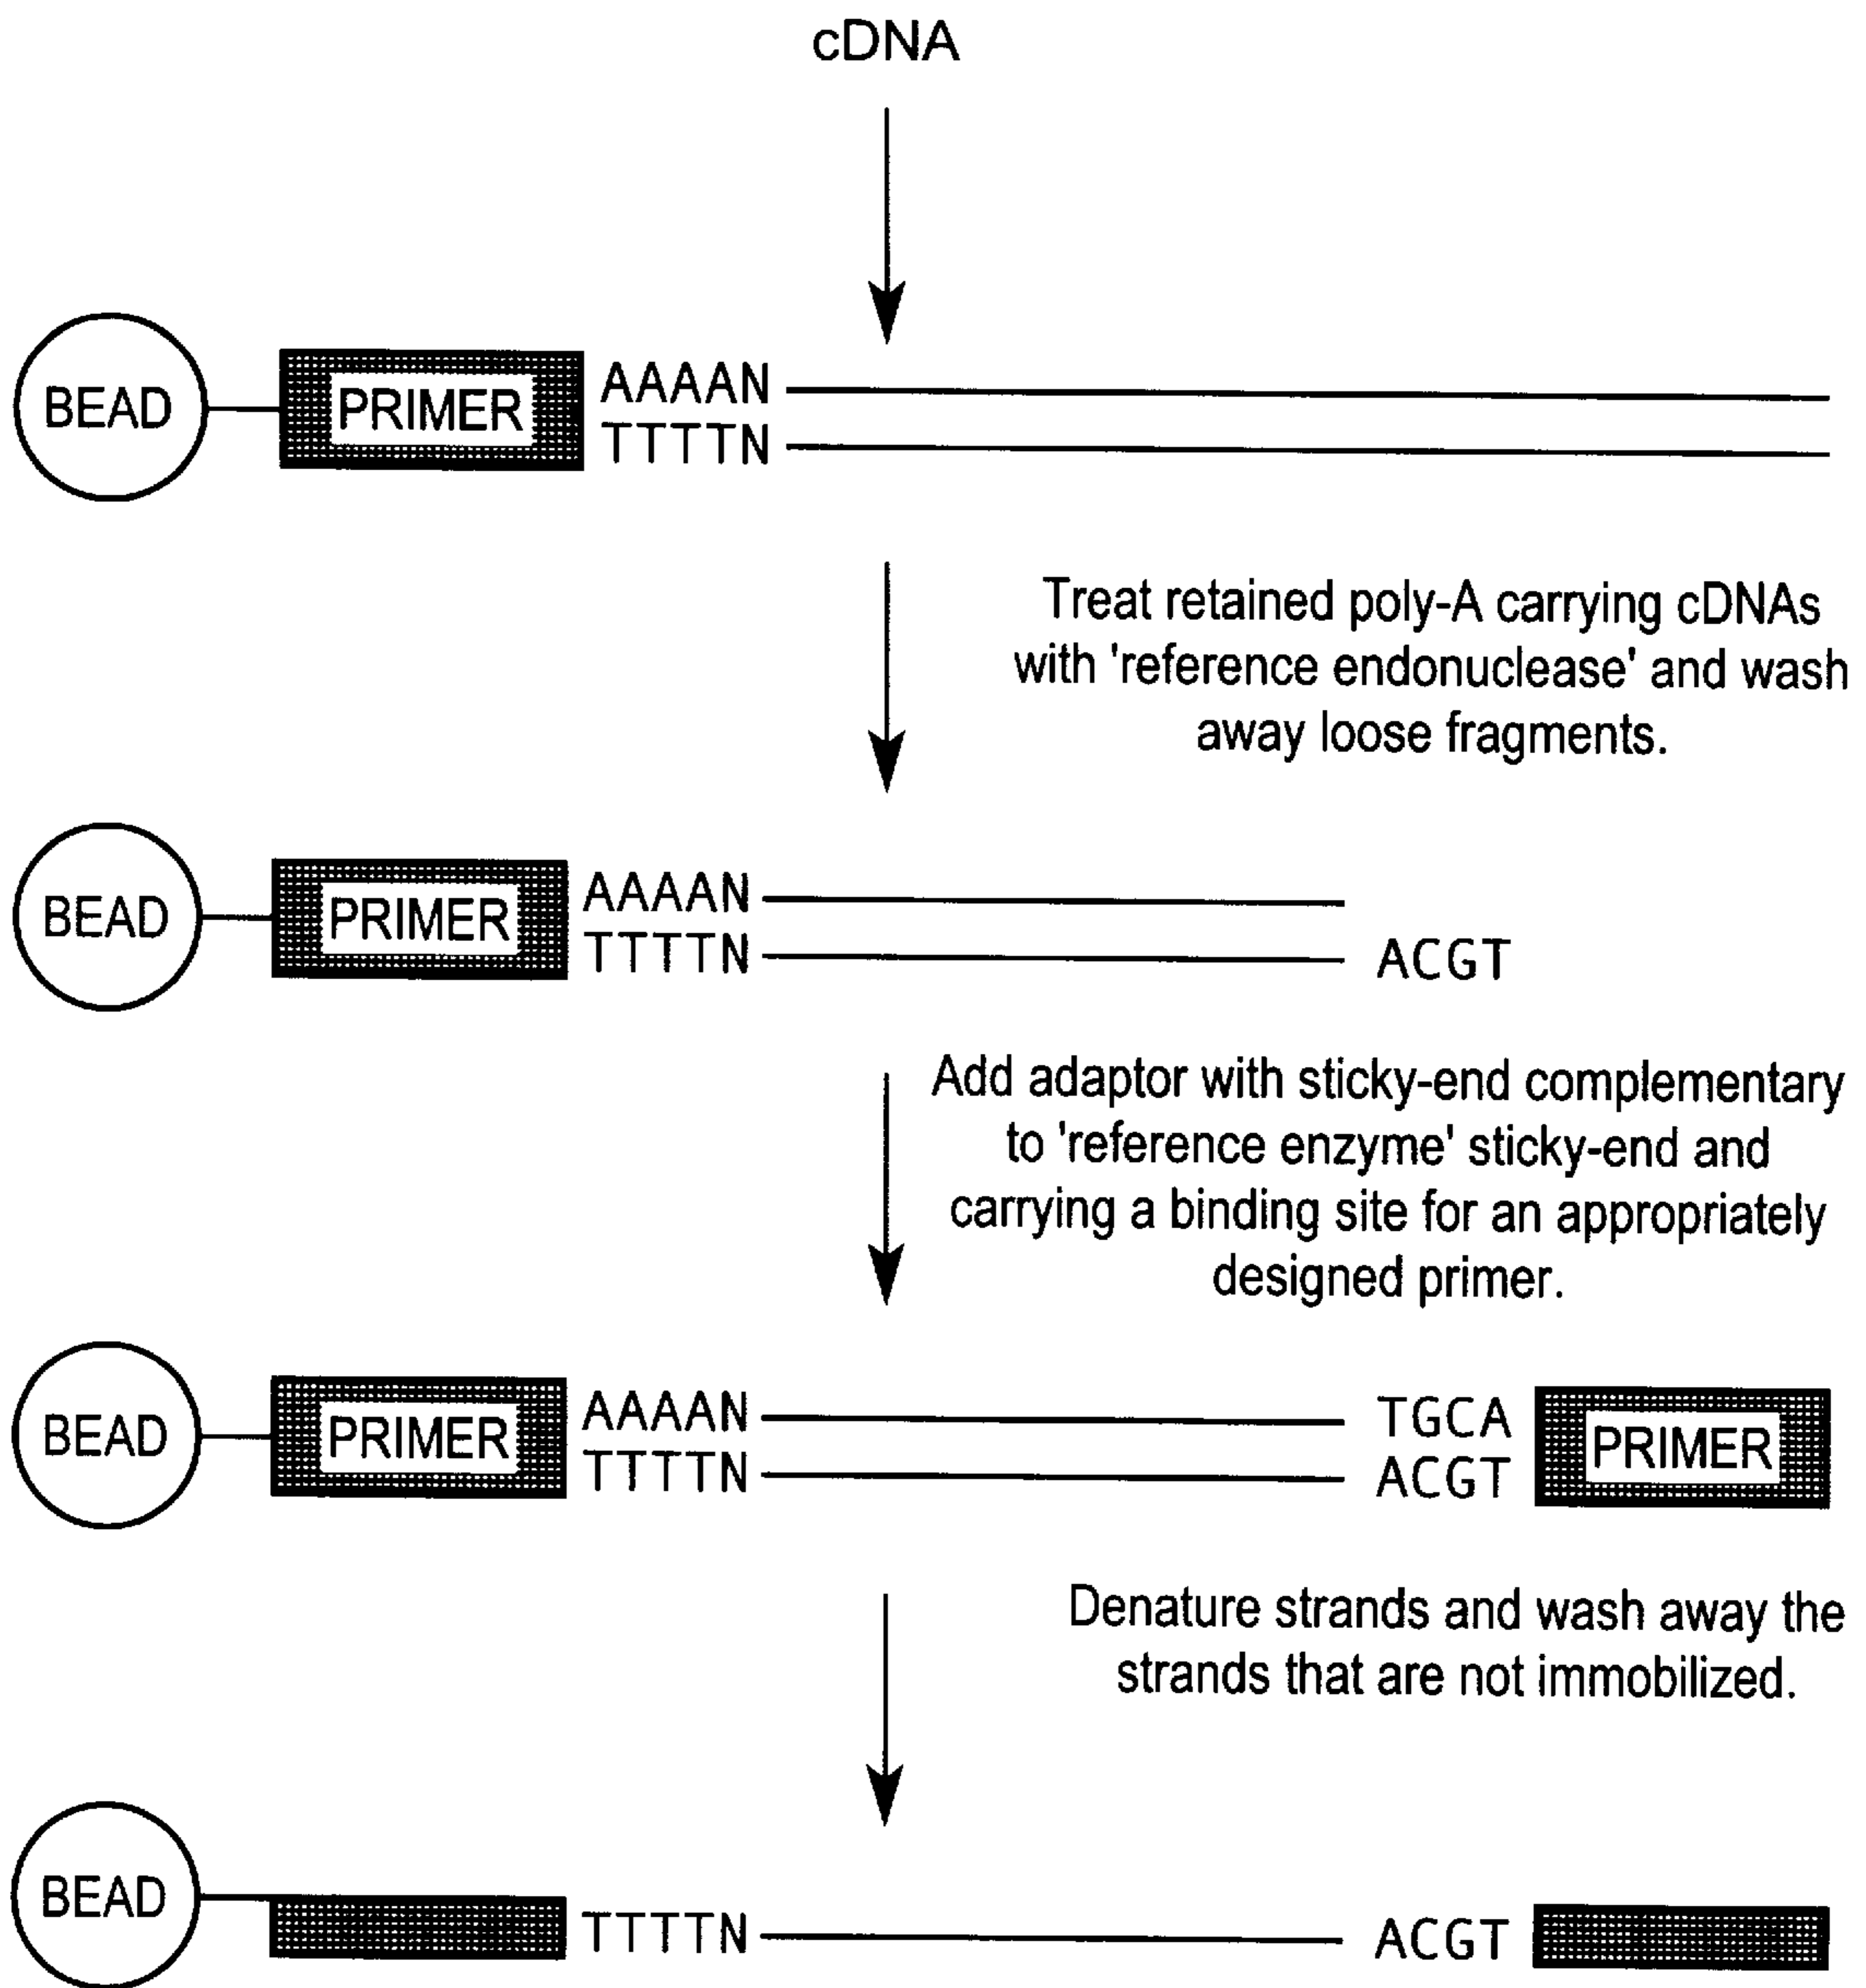 cDNA
BEAD PRIMER AAAAN
TTTTN
Treat retained poly-A carrying cDNAs
with 'reference endonuclease' and wash
away loose fragments.
BEAD PRIMER AAAAN
TTTTN ACGT
Add adaptor with sticky-end complementary
to 'reference enzyme' sticky-end and
carrying a binding site for an appropriately
designed primer.
BEAD PRIMER AAAAN TGCA PRIMER
TTTTN ACGT
Denature strands and wash away the
strands that are not immobilized.
BEAD TTTTN ACGT